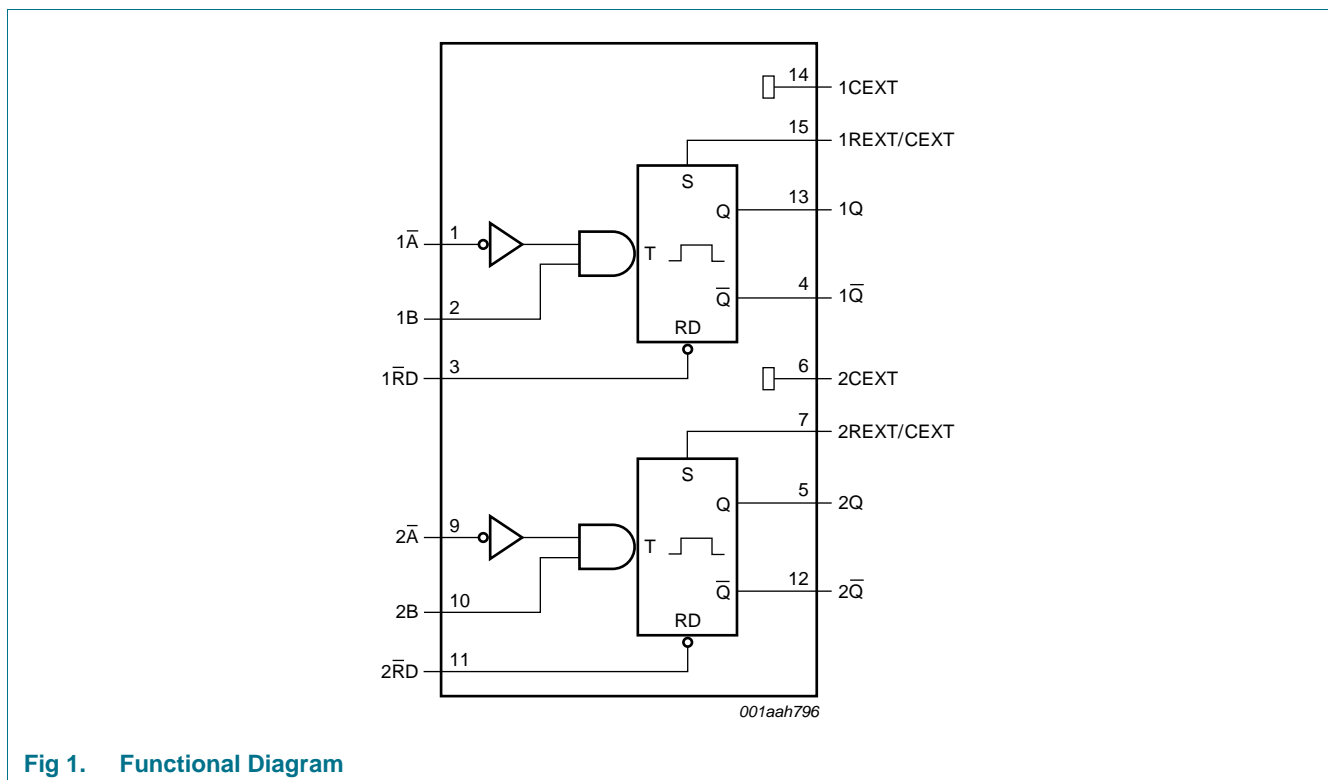 14
1CEXT
15
1REXT/CEXT
S
Q
13
1Q
1A̅
1
T
Q̅
4
1Q̅
1B
2
RD
1R̅D
3
6
2CEXT
7
2REXT/CEXT
S
Q
5
2Q
2A̅
9
T
Q̅
12
2Q̅
2B
10
RD
2R̅D
11
001aah796
Fig 1. Functional Diagram